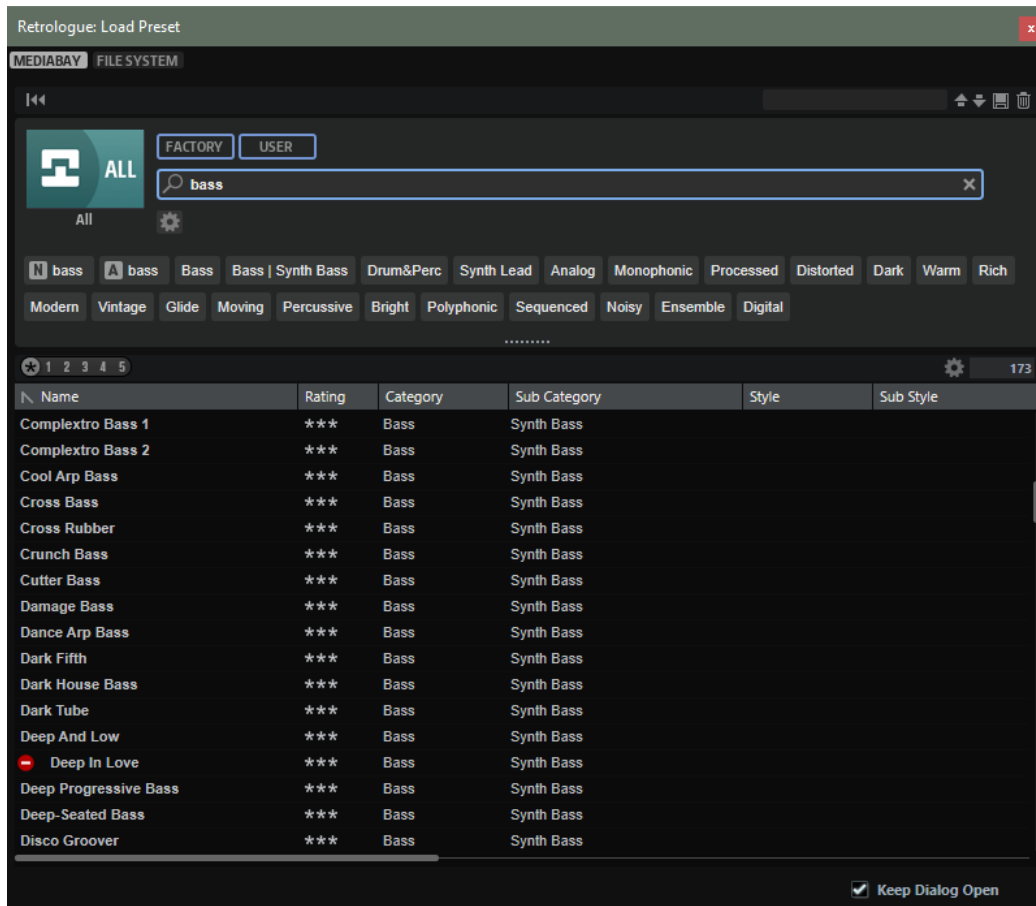 Retrologue: Load Preset x
MEDIABAY FILE SYSTEM
ALL
All
FACTORY USER
bass
N bass A bass Bass Bass | Synth Bass Drum&Perc Synth Lead Analog Monophonic Processed Distorted Dark Warm Rich
Modern Vintage Glide Moving Percussive Bright Polyphonic Sequenced Noisy Ensemble Digital
1 2 3 4 5 173
Name Rating Category Sub Category Style Sub Style
Complextro Bass 1 *** Bass Synth Bass
Complextro Bass 2 *** Bass Synth Bass
Cool Arp Bass *** Bass Synth Bass
Cross Bass *** Bass Synth Bass
Cross Rubber *** Bass Synth Bass
Crunch Bass *** Bass Synth Bass
Cutter Bass *** Bass Synth Bass
Damage Bass *** Bass Synth Bass
Dance Arp Bass *** Bass Synth Bass
Dark Fifth *** Bass Synth Bass
Dark House Bass *** Bass Synth Bass
Dark Tube *** Bass Synth Bass
Deep And Low *** Bass Synth Bass
Deep In Love *** Bass Synth Bass
Deep Progressive Bass *** Bass Synth Bass
Deep-Seated Bass *** Bass Synth Bass
Disco Groover *** Bass Synth Bass
Keep Dialog Open